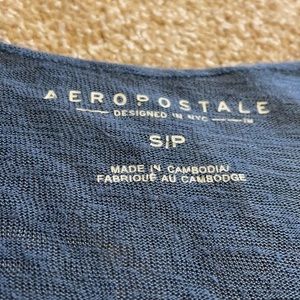 AEROPOSTALE
DESIGNED IN NYC
S/P
MADE IN CAMBODIA/
FABRIQUÉ AU CAMBODGE